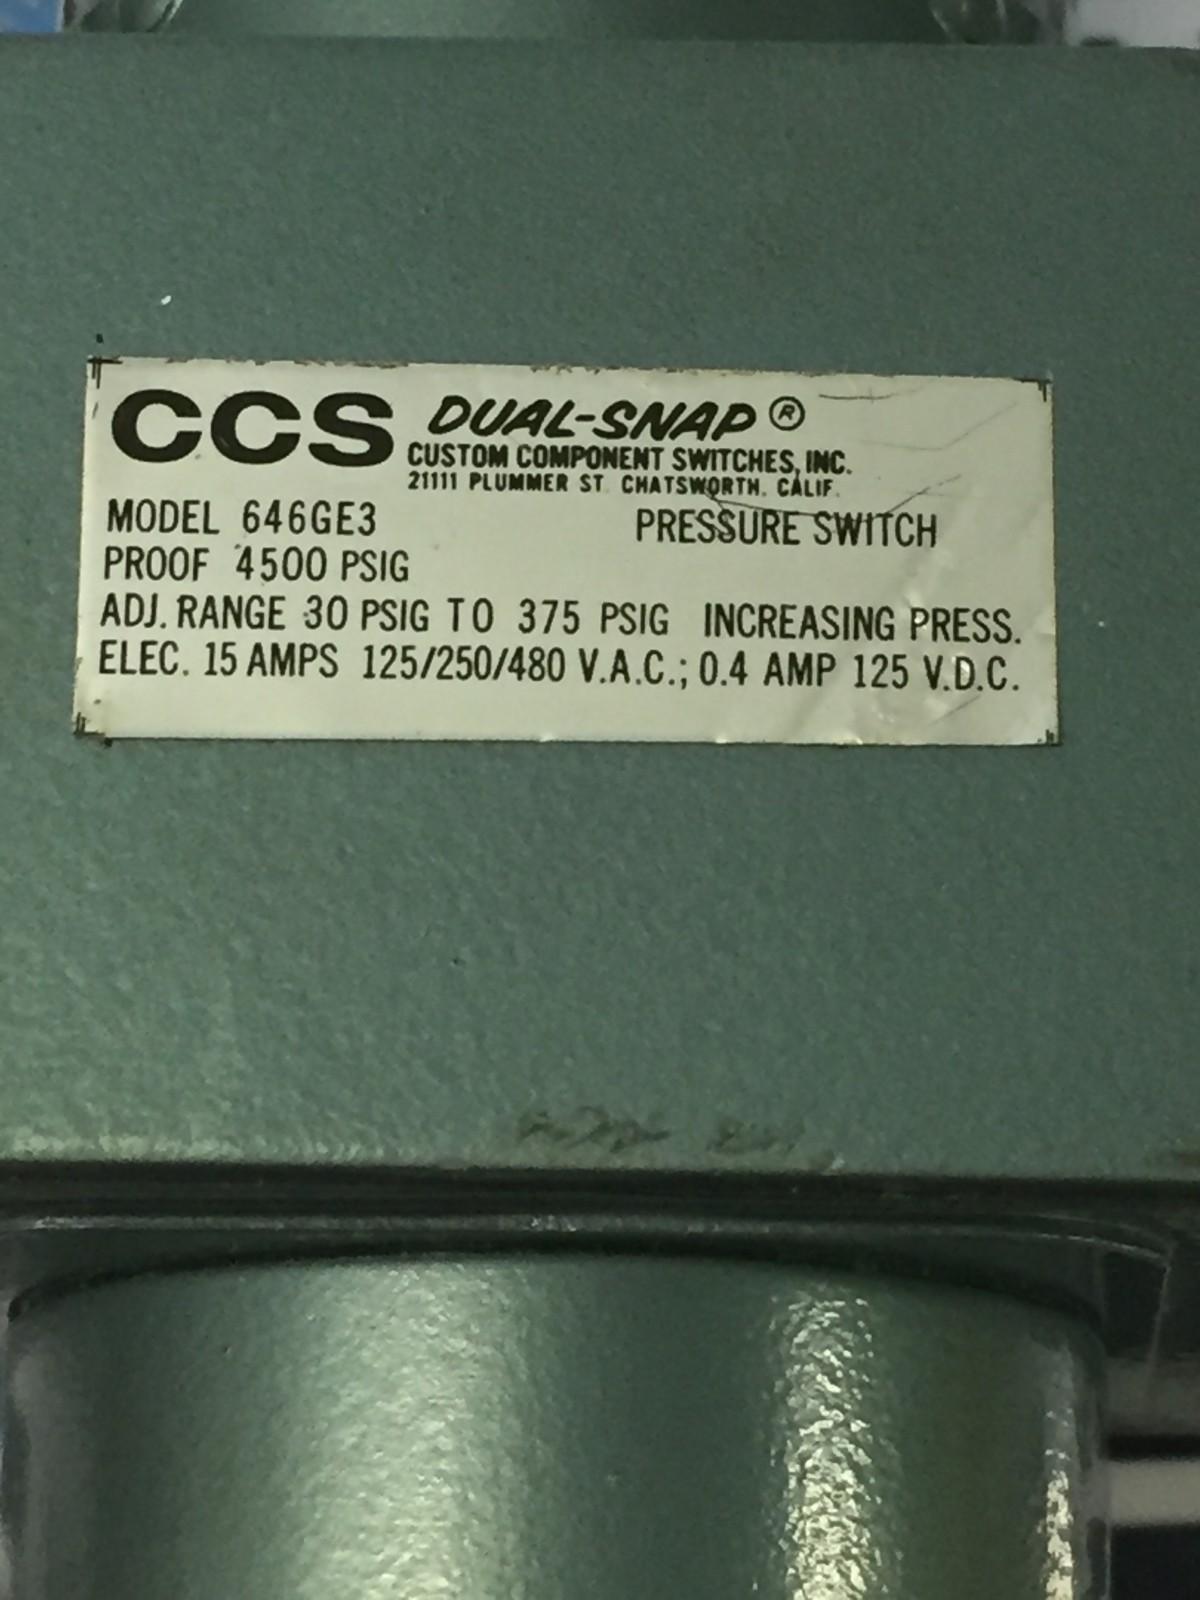 CCS DUAL-SNAP®
CUSTOM COMPONENT SWITCHES, INC.
21111 PLUMMER ST. CHATSWORTH, CALIF.
MODEL 646GE3 PRESSURE SWITCH
PROOF 4500 PSIG
ADJ. RANGE 30 PSIG TO 375 PSIG INCREASING PRESS.
ELEC. 15 AMPS 125/250/480 V.A.C.; 0.4 AMP 125 V.D.C.